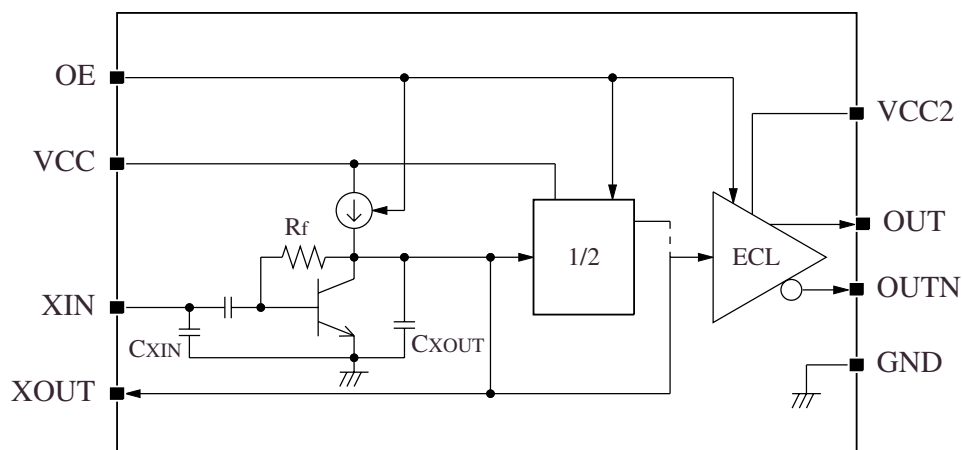 OE
VCC
VCC2
Rf
1/2
ECL
OUT
XIN
OUTN
CXIN
CXOUT
XOUT
GND